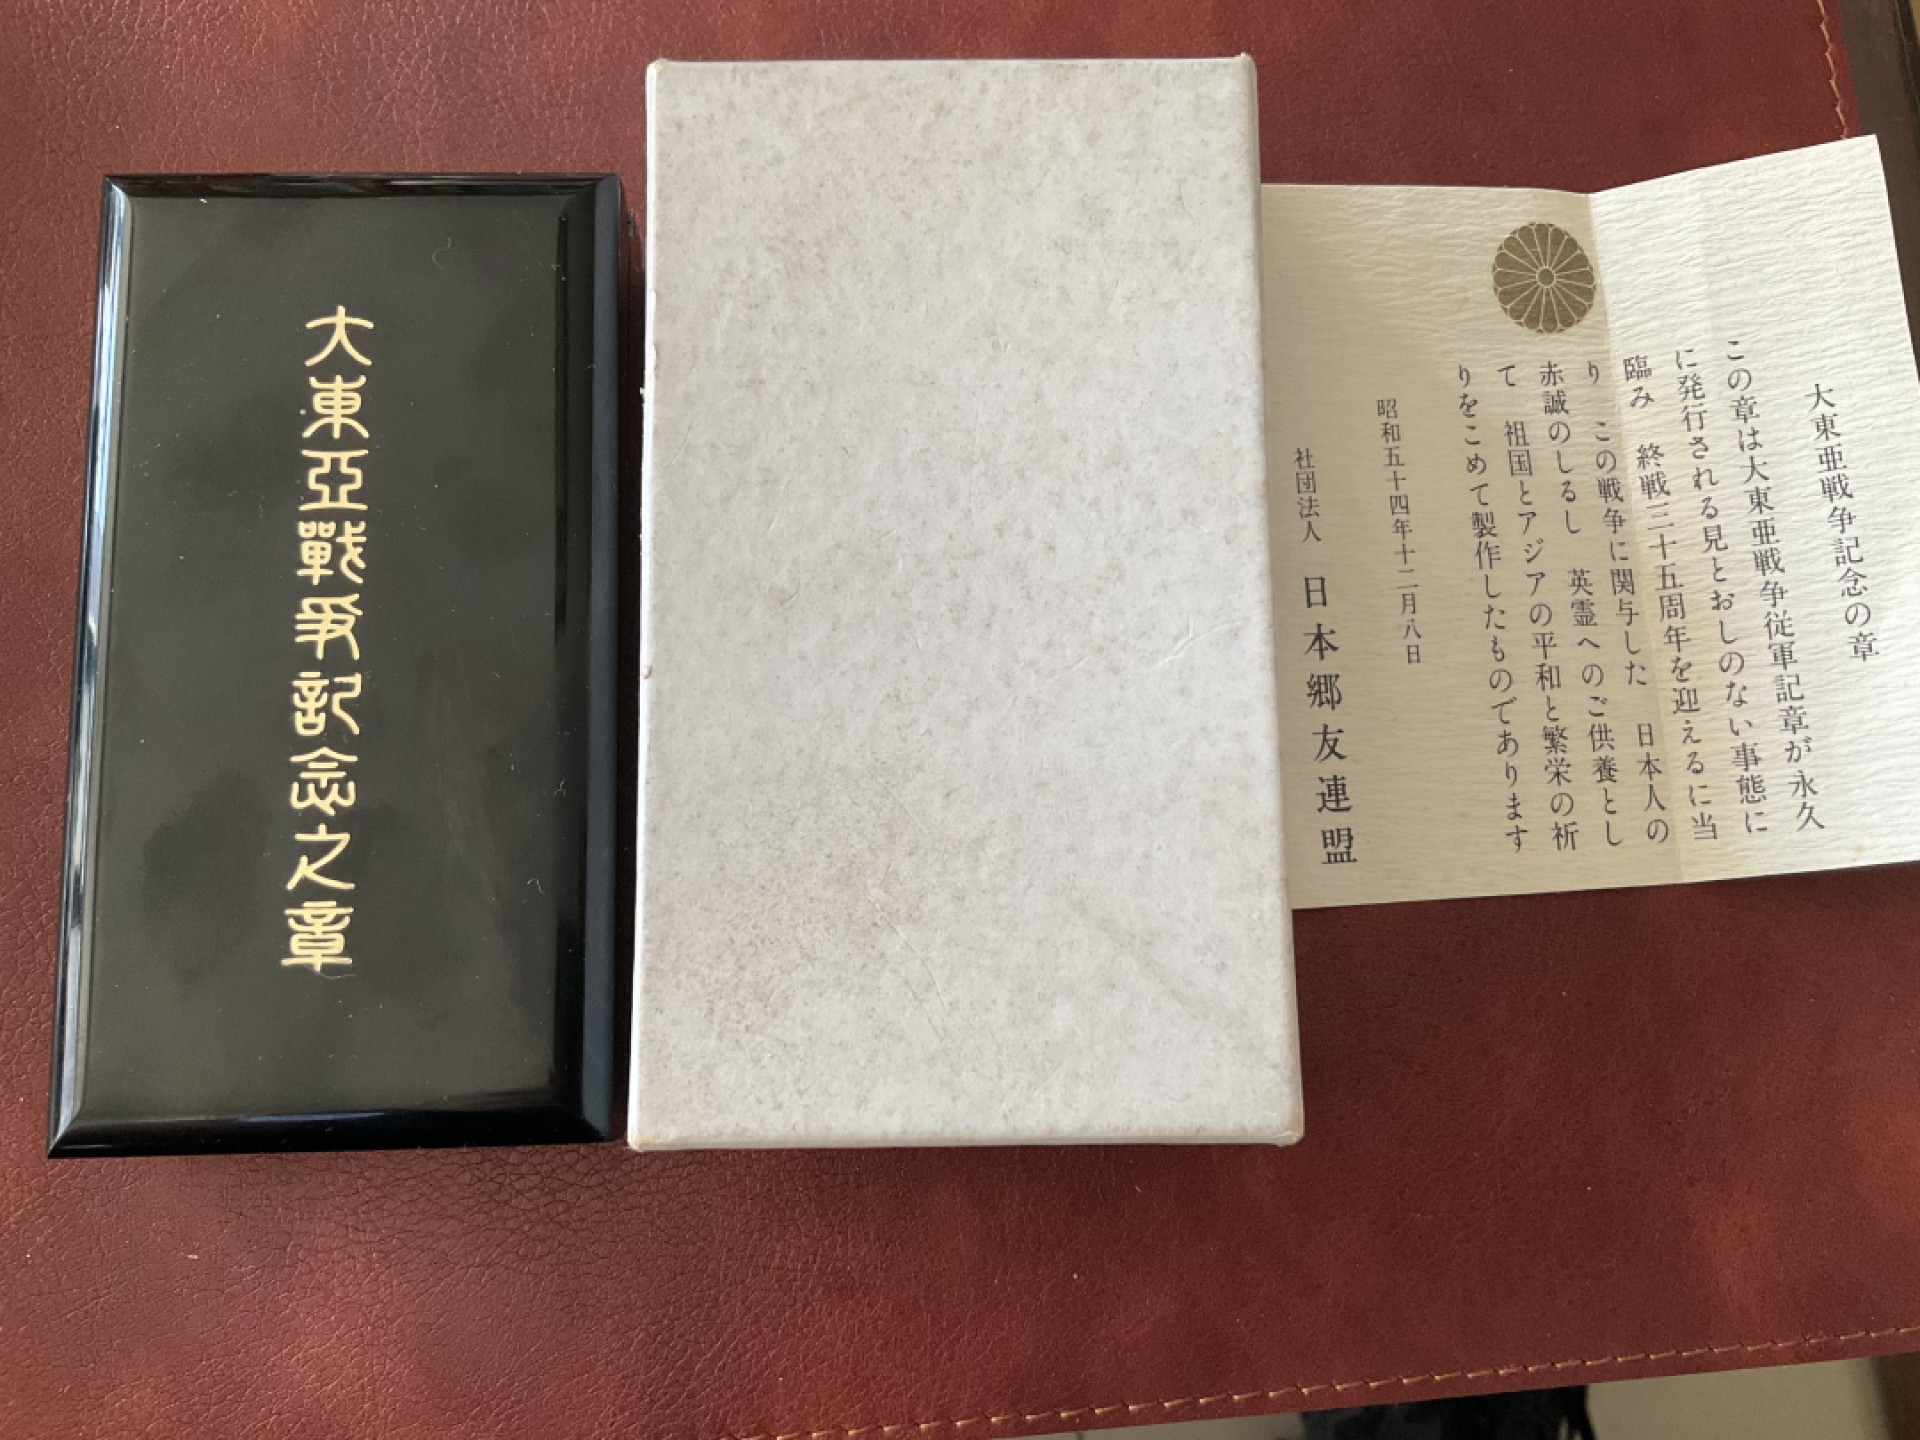 大東亞戰爭記念之章
大東亜戦争記念の章
この章は大東亜戦争従軍記章が永久
に発行される見とおしのない事態に
臨み　終戦三十五周年を迎えるに当
り　この戦争に関与した　日本人の
赤誠のしるし　英霊へのご供養とし
て　祖国とアジアの平和と繁栄の祈
りをこめて製作したものであります
昭和五十四年十二月八日
社団法人　日本郷友連盟